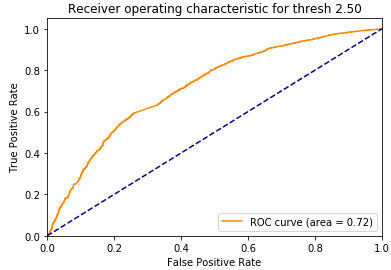 Receiver operating characteristic for thresh 2.50
True Positive Rate
1.0
0.8
0.6
0.4
0.2
0.0
ROC curve (area = 0.72)
0.0 0.2 0.4 0.6 0.8 1.0
False Positive Rate